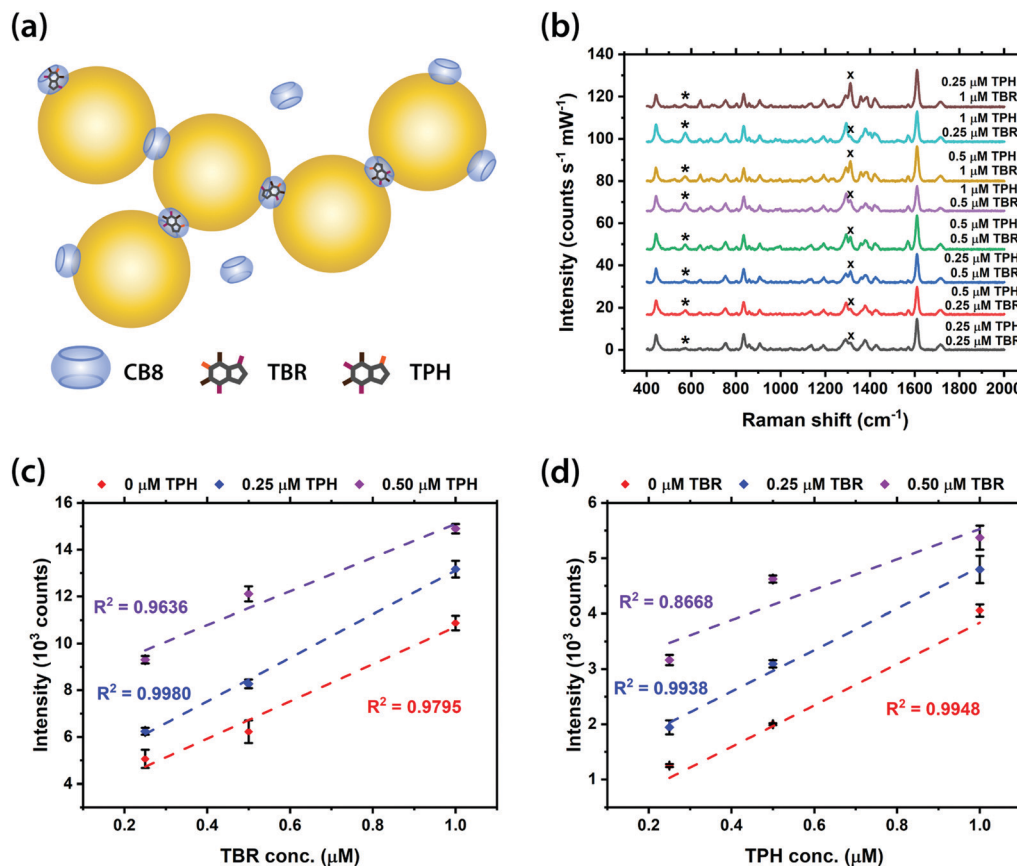 (a)
CB8 TBR TPH
(b)
Intensity (counts s⁻¹ mW⁻¹)
140
120
100
80
60
40
20
0
* x 0.25 μM TPH
1 μM TBR
* x 1 μM TPH
0.25 μM TBR
* x 0.5 μM TPH
1 μM TBR
* x 1 μM TPH
0.5 μM TBR
* x 0.5 μM TPH
0.5 μM TBR
* x 0.25 μM TPH
0.5 μM TBR
* x 0.5 μM TPH
0.25 μM TBR
* x 0.25 μM TPH
0.25 μM TBR
400 600 800 1000 1200 1400 1600 1800 2000
Raman shift (cm⁻¹)
(c)
0 μM TPH 0.25 μM TPH 0.50 μM TPH
Intensity (10³ counts)
16
14
12
10
8
6
4
R² = 0.9636
R² = 0.9980
R² = 0.9795
0.2 0.4 0.6 0.8 1.0
TBR conc. (μM)
(d)
0 μM TBR 0.25 μM TBR 0.50 μM TBR
Intensity (10³ counts)
6
5
4
3
2
1
R² = 0.8668
R² = 0.9938
R² = 0.9948
0.2 0.4 0.6 0.8 1.0
TPH conc. (μM)